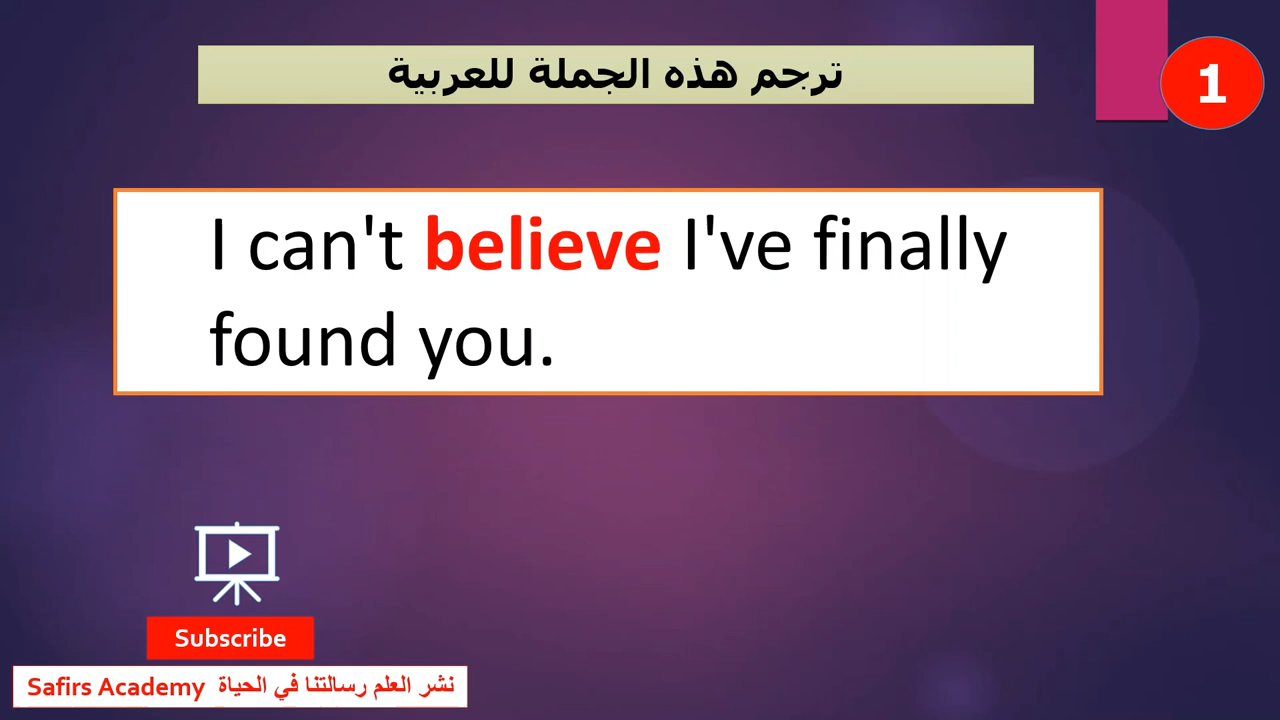 ترجم هذه الجملة للعربية
1
I can't believe I've finally
found you.
Subscribe
Safirs Academy نشر العلم رسالتنا في الحياة